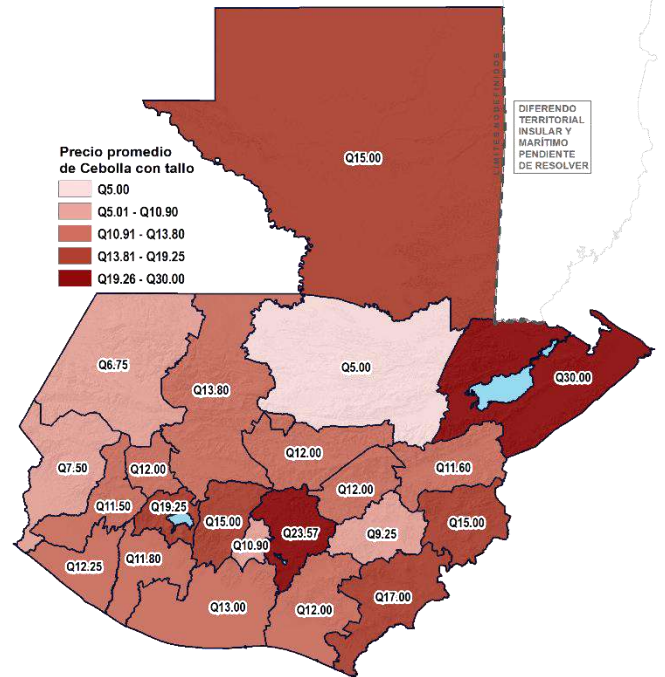 LIMITES NO DEFINIDOS
DIFERENDO
TERRITORIAL
INSULAR Y
MARÍTIMO
PENDIENTE
DE RESOLVER
Q15.00
Precio promedio
de Cebolla con tallo
Q5.00
Q5.01 - Q10.90
Q10.91 - Q13.80
Q13.81 - Q19.25
Q19.26 - Q30.00
Q6.75
Q13.80
Q5.00
Q30.00
Q7.50
Q12.00
Q12.00
Q11.60
Q12.00
Q11.50
Q19.25
Q15.00
Q23.57
Q9.25
Q15.00
Q10.90
Q12.25
Q11.80
Q13.00
Q12.00
Q17.00